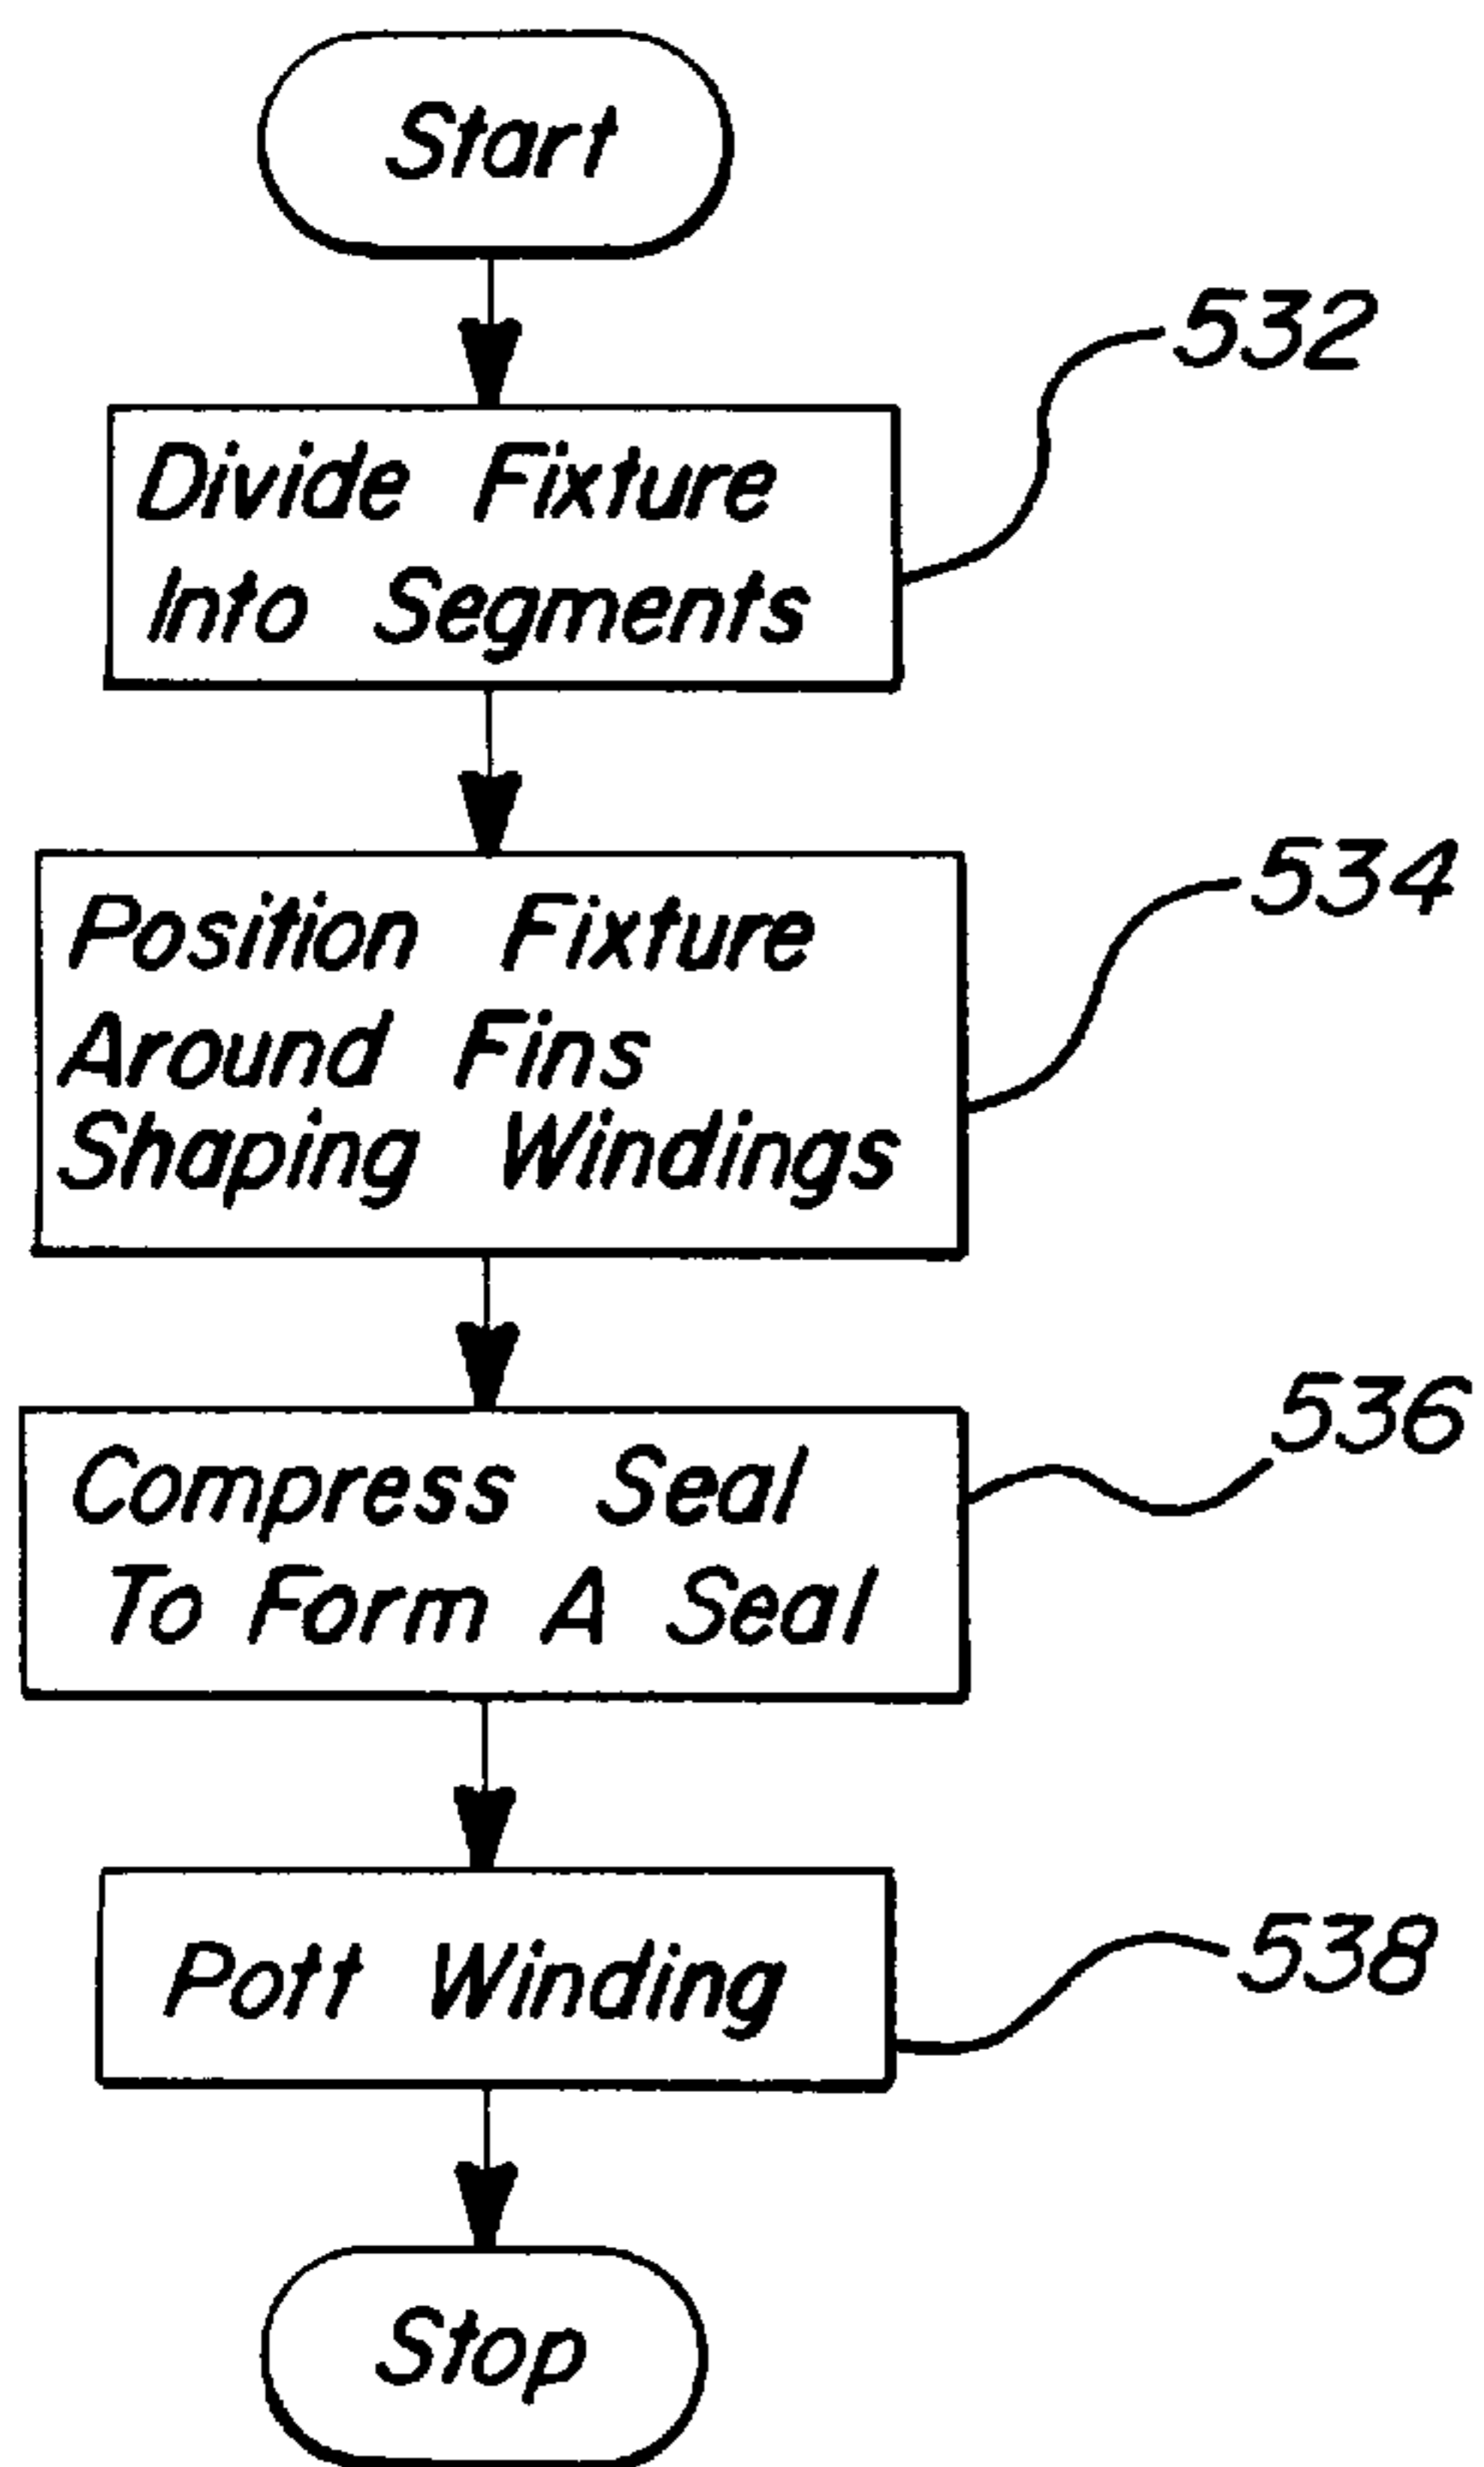 Start
532
Divide Fixture
Into Segments
534
Position Fixture
Around Fins
Shaping Windings
536
Compress Seal
To Form A Seal
538
Pott Winding
Stop